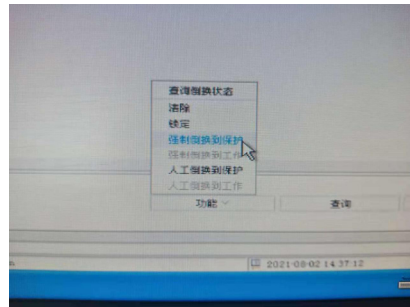 查询倒换状态
清除
锁定
强制倒换到保护
强制倒换到工作
人工倒换到保护
人工倒换到工作
功能
查询
2021-08-02 14:37:12